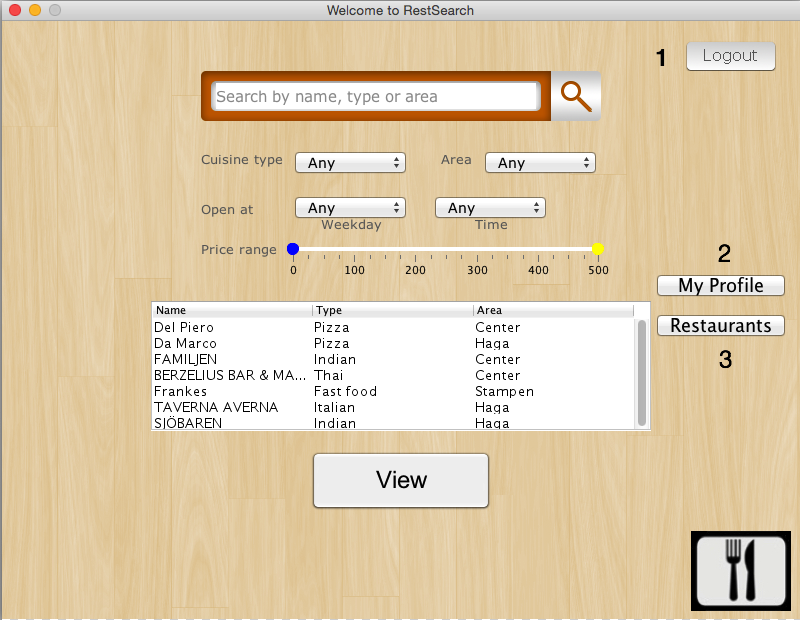 Welcome to RestSearch
1 Logout
Search by name, type or area
Cuisine type Any Area Any
Open at Any Any
Weekday Time
Price range
0 100 200 300 400 500
2
My Profile
Restaurants
3
Name Type Area
Del Piero Pizza Center
Da Marco Pizza Haga
FAMILJEN Indian Center
BERZELIUS BAR & MA... Thai Center
Frankes Fast food Stampen
TAVERNA AVERNA Italian Haga
SJÖBAREN Indian Haga
View